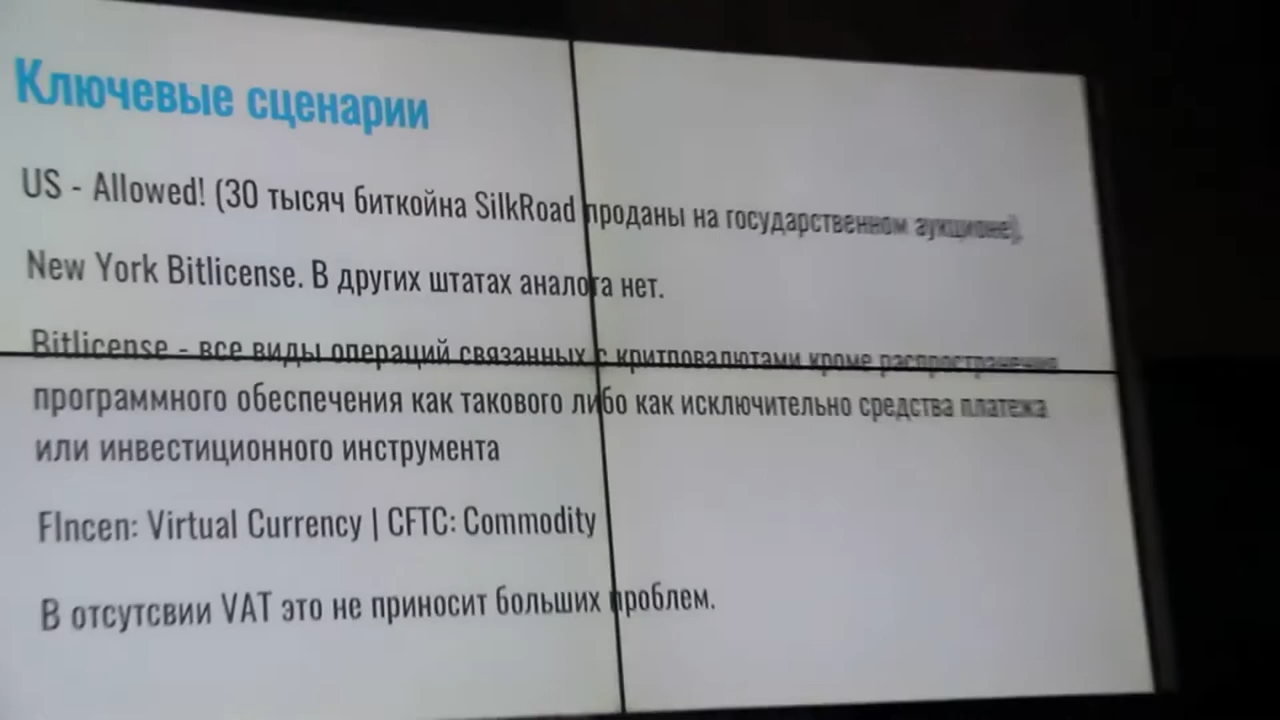 Ключевые сценарии
US - Allowed! (30 тысяч биткойна SilkRoad проданы на государственном аукционе).
New York Bitlicense. В других штатах аналога нет.
Bitlicense - все виды операций связанных с критповалютами кроме распространения
программного обеспечения как такового либо как исключительно средства платежа
или инвестиционного инструмента
FIncen: Virtual Currency | CFTC: Commodity
В отсутсвии VAT это не приносит больших проблем.